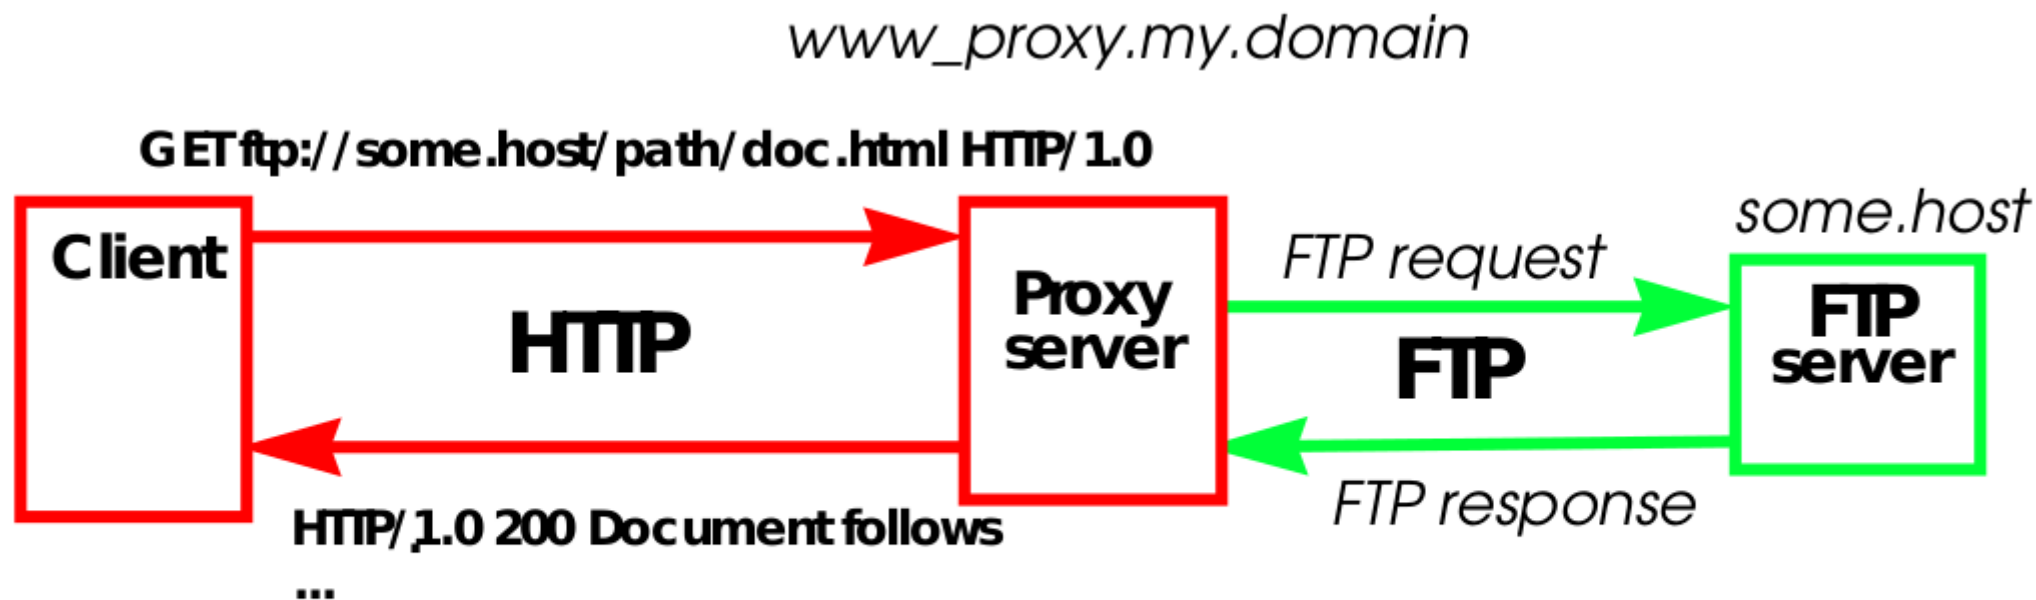 www_proxy.my.domain
GET ftp://some.host/path/doc.html HTTP/1.0
Client
HTTP
Proxy
server
FTP request
FTP
some.host
FTP
server
FTP response
HTTP/1.0 200 Document follows
...